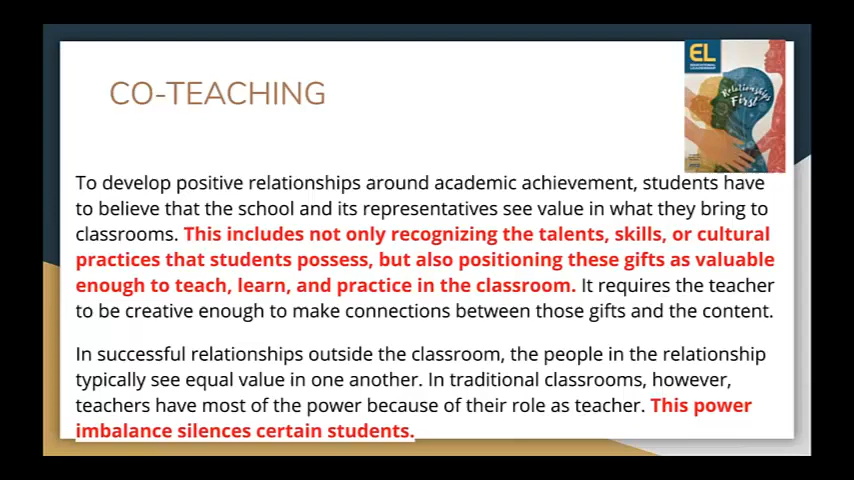 CO-TEACHING
EL
EDUCATIONAL
LEADERSHIP
Relationships
First
To develop positive relationships around academic achievement, students have
to believe that the school and its representatives see value in what they bring to
classrooms. This includes not only recognizing the talents, skills, or cultural
practices that students possess, but also positioning these gifts as valuable
enough to teach, learn, and practice in the classroom. It requires the teacher
to be creative enough to make connections between those gifts and the content.
In successful relationships outside the classroom, the people in the relationship
typically see equal value in one another. In traditional classrooms, however,
teachers have most of the power because of their role as teacher. This power
imbalance silences certain students.